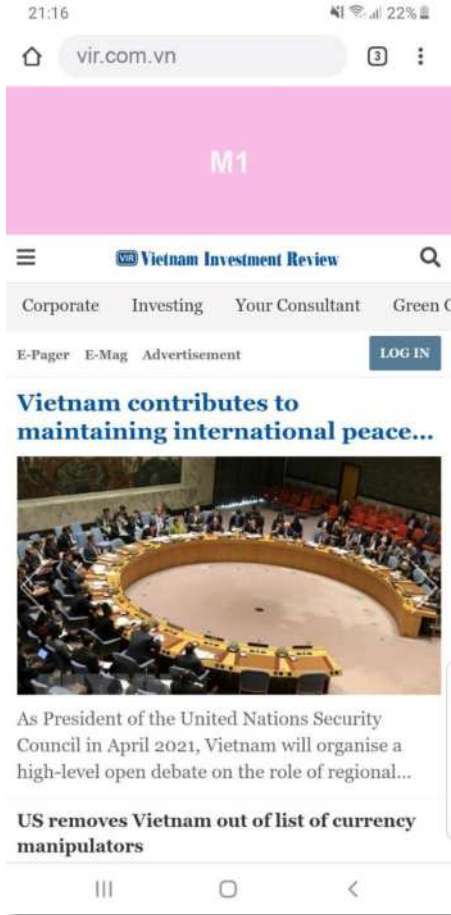 21:16 22%
vir.com.vn 3
M1
VIR Vietnam Investment Review
Corporate Investing Your Consultant Green
E-Pager E-Mag Advertisement LOG IN
Vietnam contributes to
maintaining international peace...
As President of the United Nations Security
Council in April 2021, Vietnam will organise a
high-level open debate on the role of regional...
US removes Vietnam out of list of currency
manipulators